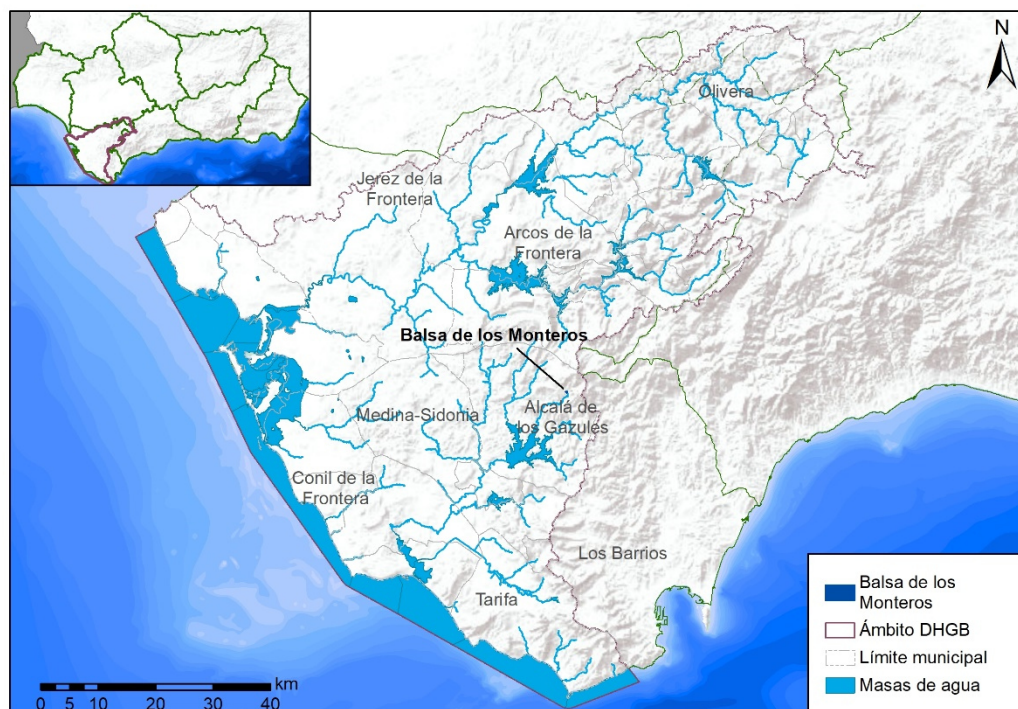 N
Olivera
Jerez de la
Frontera
Arcos de la
Frontera
Balsa de los Monteros
Alcalá de
los Gazules
Medina-Sidonia
Conil de la
Frontera
Los Barrios
Tarifa
Balsa de los
Monteros
Ámbito DHGB
Límite municipal
Masas de agua
km
0 5 10 20 30 40